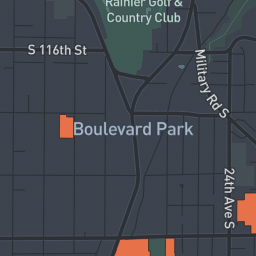 Rainier Golf &
Country Club
S 116th St
Military Rd S
Boulevard Park
24th Ave S